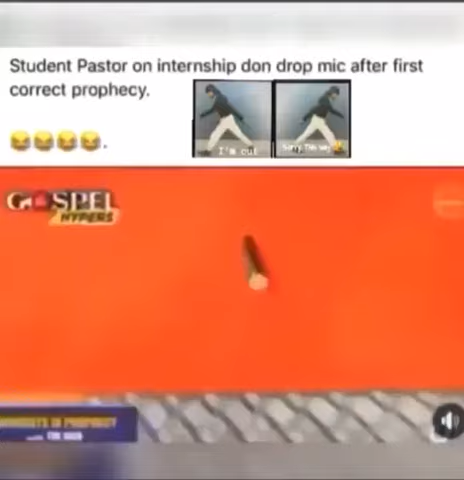 Student Pastor on internship don drop mic after first
correct prophecy.
I'm out
GOSPEL
HYPERS